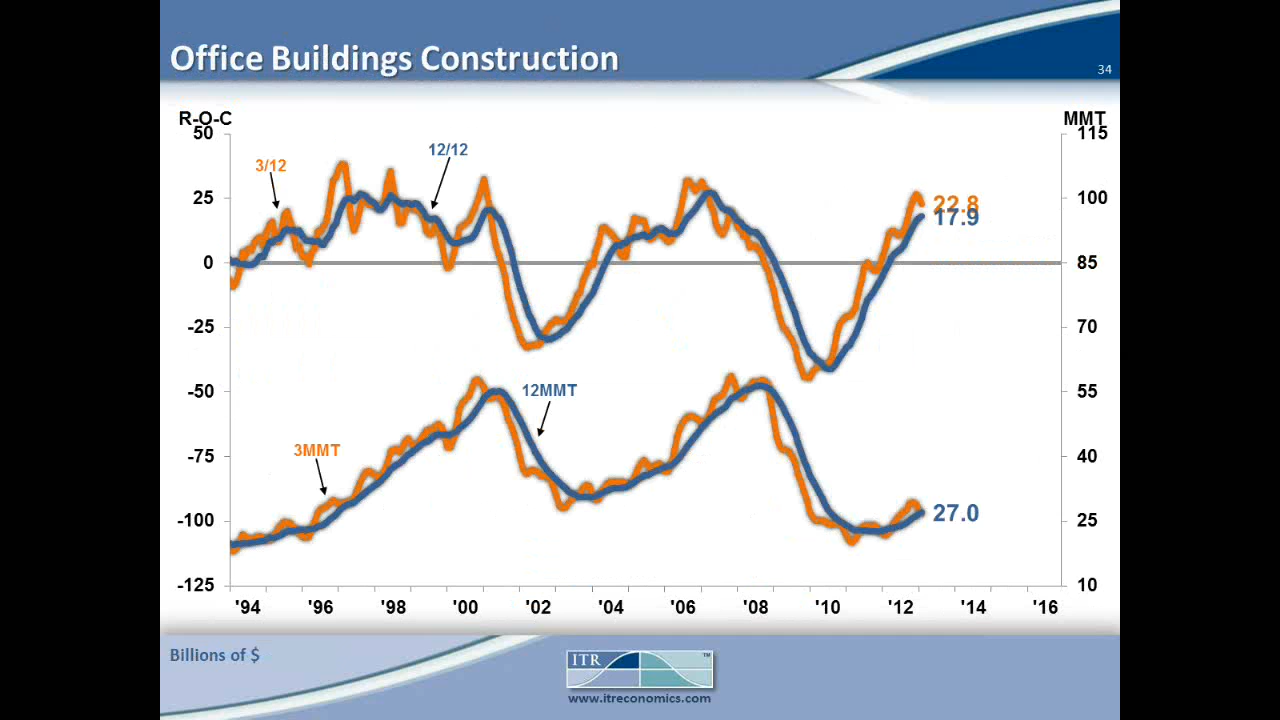 Office Buildings Construction
34
R-O-C
MMT
50
115
12/12
3/12
25
100
22.8
17.9
0
85
-25
70
-50
55
12MMT
3MMT
-75
40
-100
25
27.0
-125
10
'94 '96 '98 '00 '02 '04 '06 '08 '10 '12 '14 '16
Billions of $
ITR
TM
www.itreconomics.com